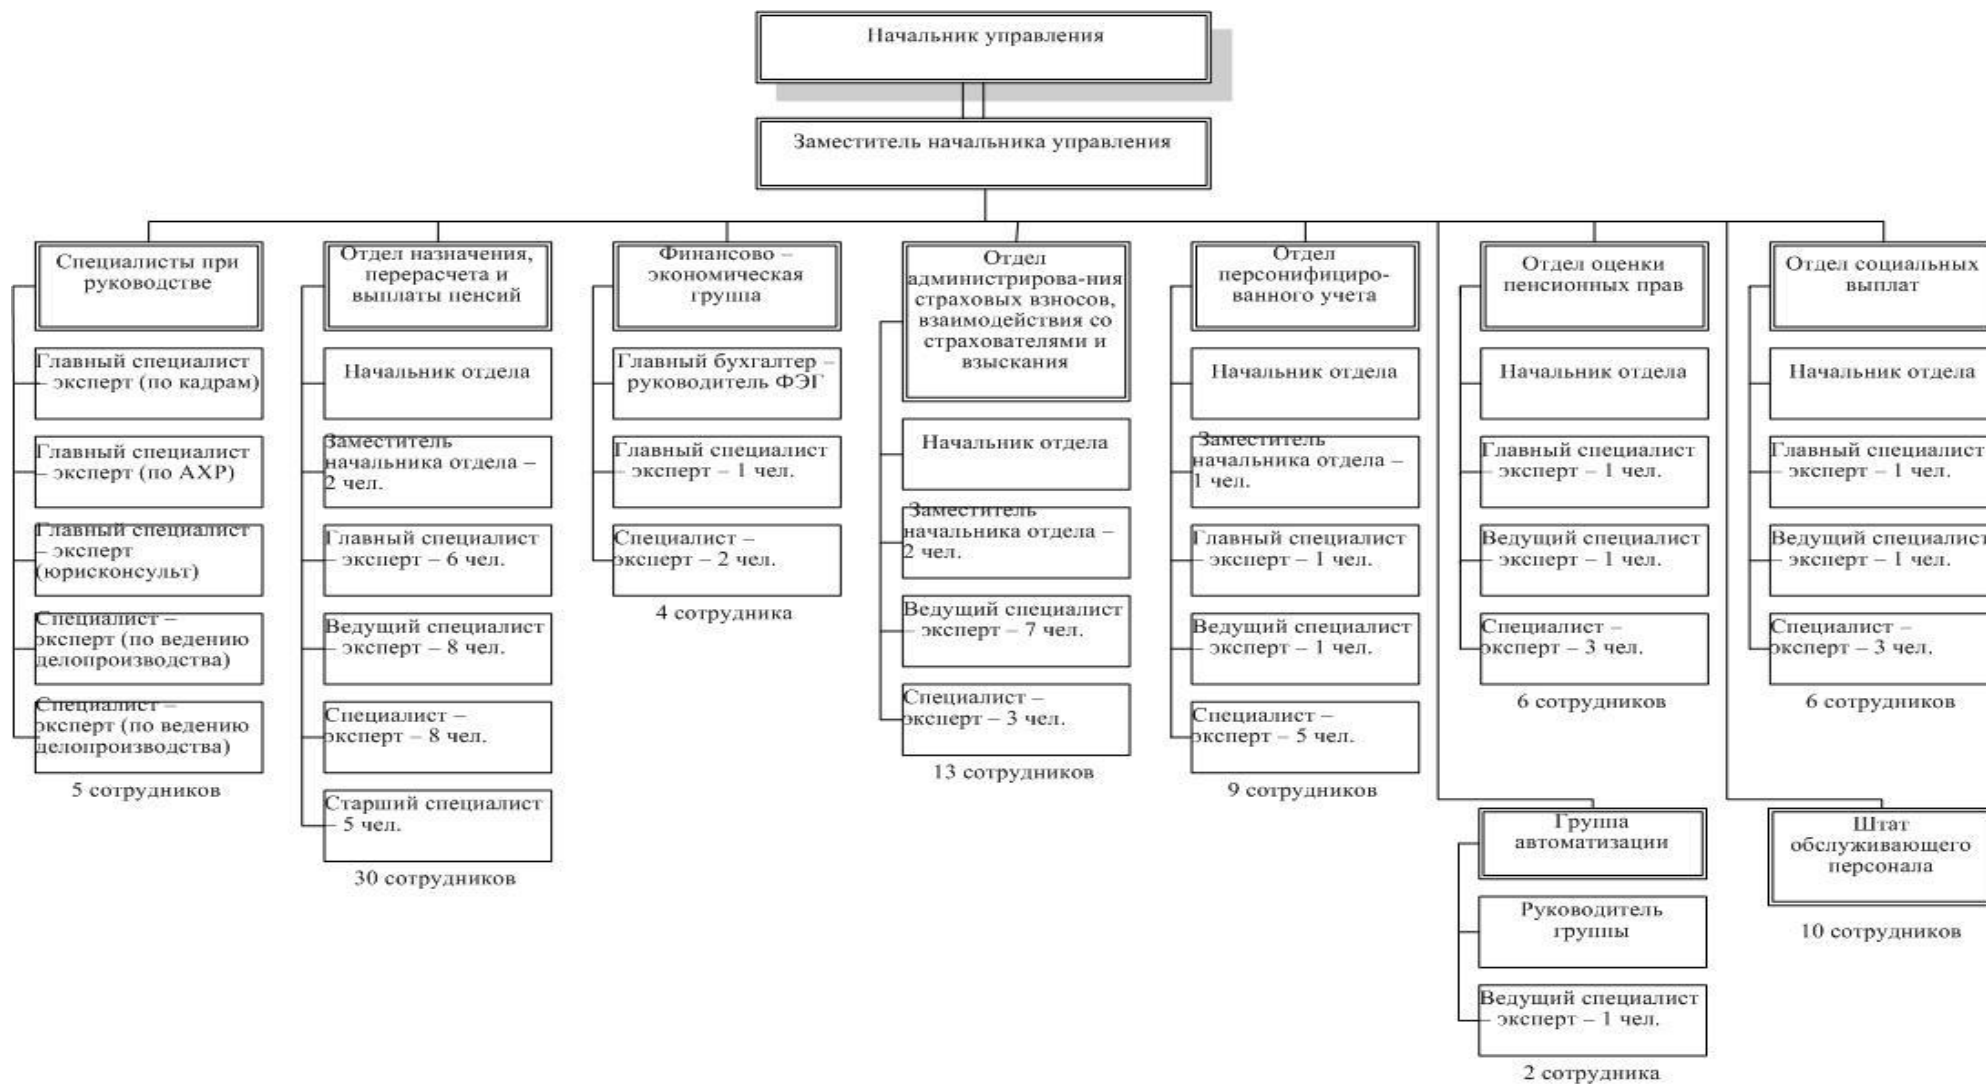 Начальник управления
Заместитель начальника управления
Специалисты при
руководстве
Главный специалист
– эксперт (по кадрам)
Главный специалист
– эксперт (по АХР)
Главный специалист
– эксперт
(юрисконсульт)
Специалист –
эксперт (по ведению
делопроизводства)
Специалист –
эксперт (по ведению
делопроизводства)
5 сотрудников
Отдел назначения,
перерасчета и
выплаты пенсий
Начальник отдела
Заместитель
начальника отдела –
2 чел.
Главный специалист
– эксперт – 6 чел.
Ведущий специалист
– эксперт – 8 чел.
Специалист –
эксперт – 8 чел.
Старший специалист
– 5 чел.
30 сотрудников
Финансово –
экономическая
группа
Главный бухгалтер –
руководитель ФЭГ
Главный специалист
– эксперт – 1 чел.
Специалист –
эксперт – 2 чел.
4 сотрудника
Отдел
администрирова-ния
страховых взносов,
взаимодействия со
страхователями и
взыскания
Начальник отдела
Заместитель
начальника отдела –
2 чел.
Ведущий специалист
– эксперт – 7 чел.
Специалист –
эксперт – 3 чел.
13 сотрудников
Отдел
персонифициро-
ванного учета
Начальник отдела
Заместитель
начальника отдела –
1 чел.
Главный специалист
– эксперт – 1 чел.
Ведущий специалист
– эксперт – 1 чел.
Специалист –
эксперт – 5 чел.
9 сотрудников
Отдел оценки
пенсионных прав
Начальник отдела
Главный специалист
– эксперт – 1 чел.
Ведущий специалист
– эксперт – 1 чел.
Специалист –
эксперт – 3 чел.
6 сотрудников
Отдел социальных
выплат
Начальник отдела
Главный специалист
– эксперт – 1 чел.
Ведущий специалист
– эксперт – 1 чел.
Специалист –
эксперт – 3 чел.
6 сотрудников
Группа
автоматизации
Руководитель
группы
Ведущий специалист
– эксперт – 1 чел.
2 сотрудника
Штат
обслуживающего
персонала
10 сотрудников